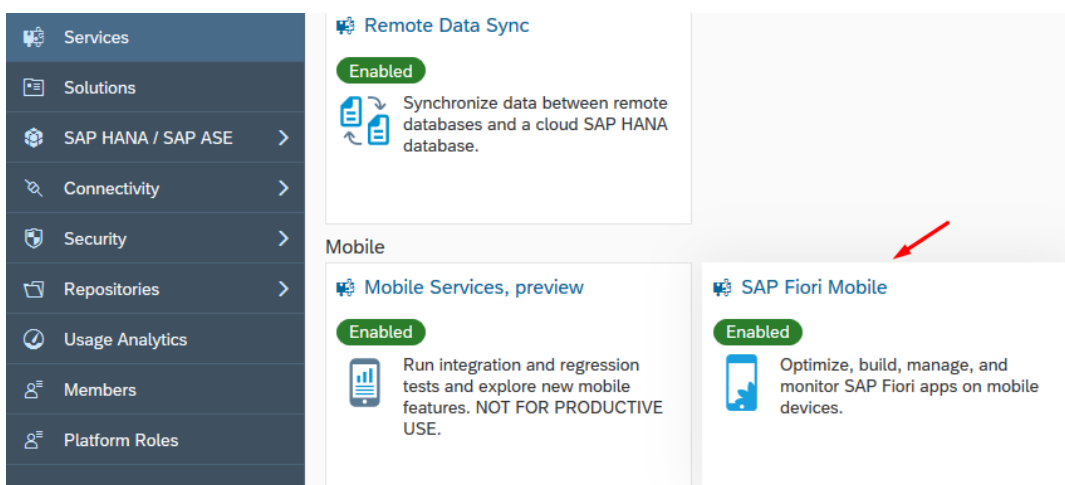 Services
Solutions
SAP HANA / SAP ASE
Connectivity
Security
Repositories
Usage Analytics
Members
Platform Roles
Remote Data Sync
Enabled
Synchronize data between remote
databases and a cloud SAP HANA
database.
Mobile
Mobile Services, preview
Enabled
Run integration and regression
tests and explore new mobile
features. NOT FOR PRODUCTIVE
USE.
SAP Fiori Mobile
Enabled
Optimize, build, manage, and
monitor SAP Fiori apps on mobile
devices.